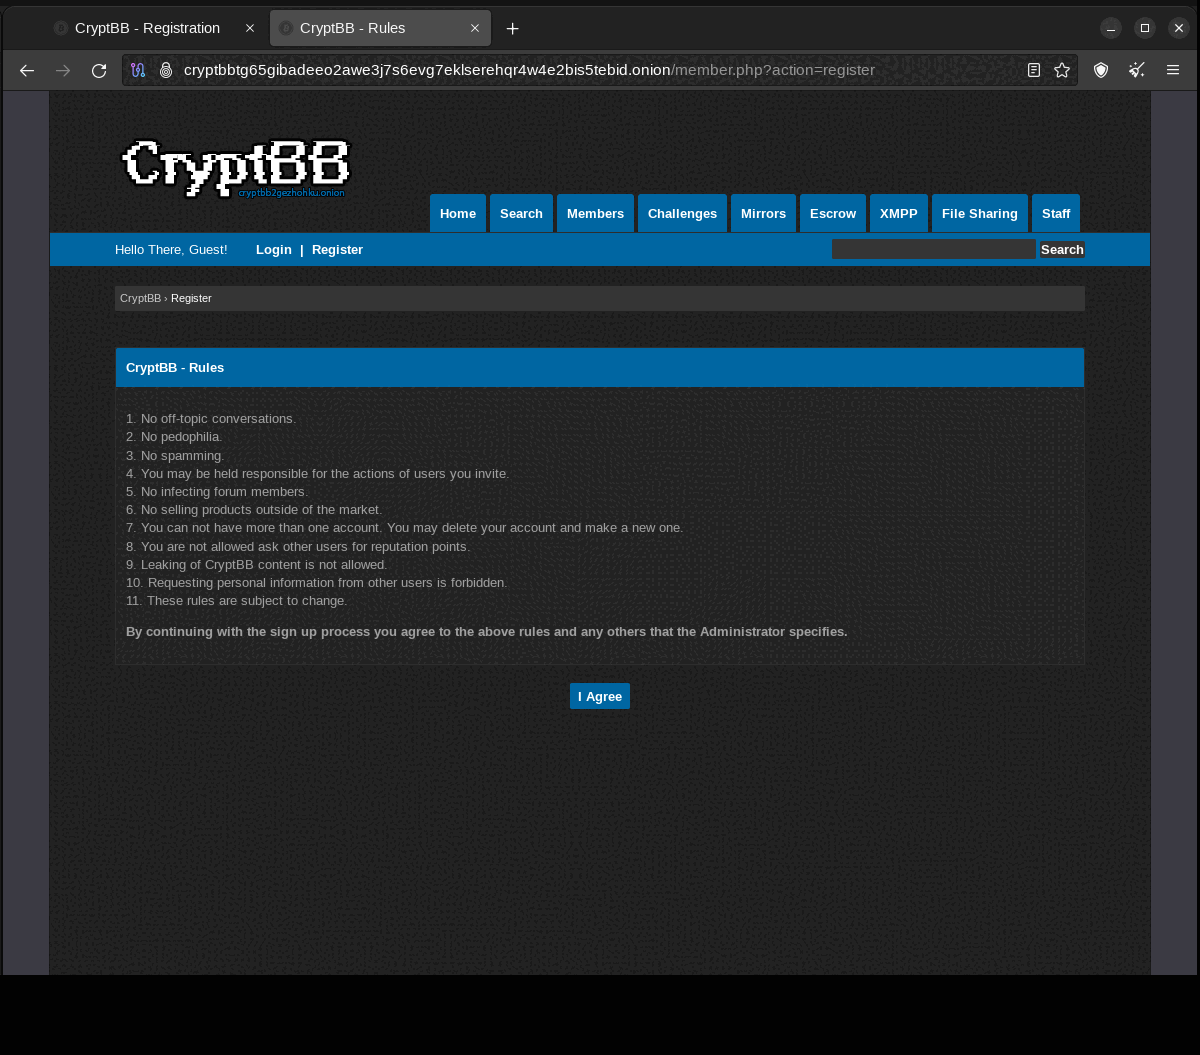 CryptBB - Registration
CryptBB - Rules
cryptbbtg65gibadeeo2awe3j7s6evg7eklserehqr4w4e2bis5tebid.onion/member.php?action=register
CryptBB
cryptbb2gezhohku.onion
Home Search Members Challenges Mirrors Escrow XMPP File Sharing Staff
Hello There, Guest! Login | Register Search
CryptBB › Register
CryptBB - Rules
1. No off-topic conversations.
2. No pedophilia.
3. No spamming.
4. You may be held responsible for the actions of users you invite.
5. No infecting forum members.
6. No selling products outside of the market.
7. You can not have more than one account. You may delete your account and make a new one.
8. You are not allowed ask other users for reputation points.
9. Leaking of CryptBB content is not allowed.
10. Requesting personal information from other users is forbidden.
11. These rules are subject to change.
By continuing with the sign up process you agree to the above rules and any others that the Administrator specifies.
I Agree